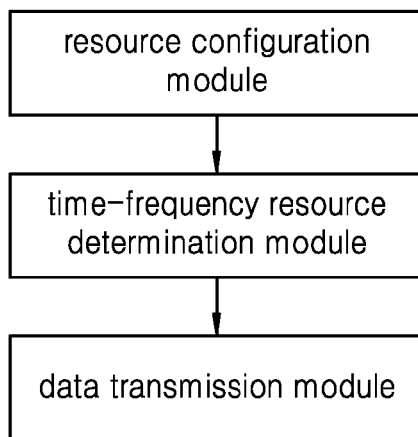 resource configuration
module
time-frequency resource
determination module
data transmission module